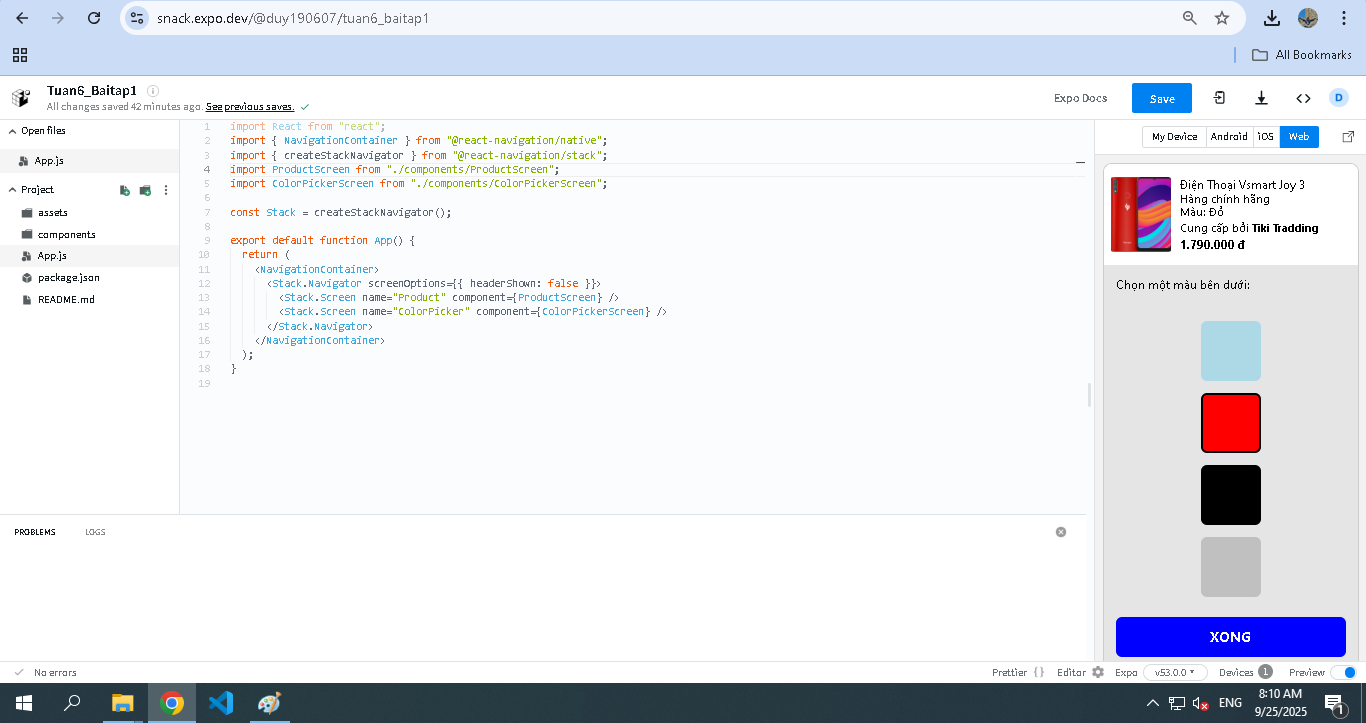 snack.expo.dev/@duy190607/tuan6_baitap1
All Bookmarks
Tuan6_Baitap1
All changes saved 42 minutes ago. See previous saves.
Expo Docs
Save
D
Open files
App.js
Project
assets
components
App.js
package.json
README.md
1 import React from "react";
2 import { NavigationContainer } from "@react-navigation/native";
3 import { createStackNavigator } from "@react-navigation/stack";
4 import ProductScreen from "./components/ProductScreen";
5 import ColorPickerScreen from "./components/ColorPickerScreen";
6
7 const Stack = createStackNavigator();
8
9 export default function App() {
10 return (
11 <NavigationContainer>
12 <Stack.Navigator screenOptions={{ headerShown: false }}>
13 <Stack.Screen name="Product" component={ProductScreen} />
14 <Stack.Screen name="ColorPicker" component={ColorPickerScreen} />
15 </Stack.Navigator>
16 </NavigationContainer>
17 );
18 }
19
My Device Android iOS Web
Điện Thoại Vsmart Joy 3
Hàng chính hãng
Màu: Đỏ
Cung cấp bởi Tiki Tradding
1.790.000 đ
Chọn một màu bên dưới:
XONG
PROBLEMS LOGS
No errors
Prettier { } Editor Expo v53.0.0 Devices 1 Preview
ENG
8:10 AM
9/25/2025
1